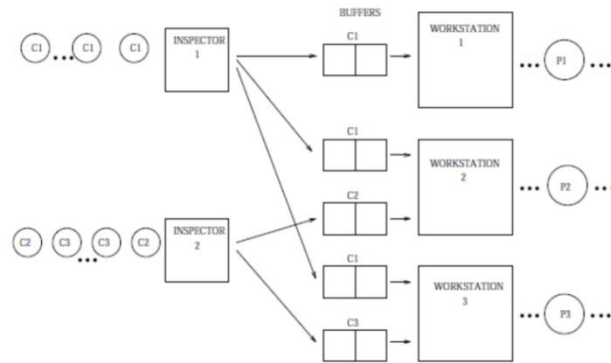 BUFFERS
C1 C1 C1
INSPECTOR
1
C1
WORKSTATION
1
P1
C1
WORKSTATION
2
C2
P2
C2 C3 C3 C2
INSPECTOR
2
C1
WORKSTATION
3
C3
P3